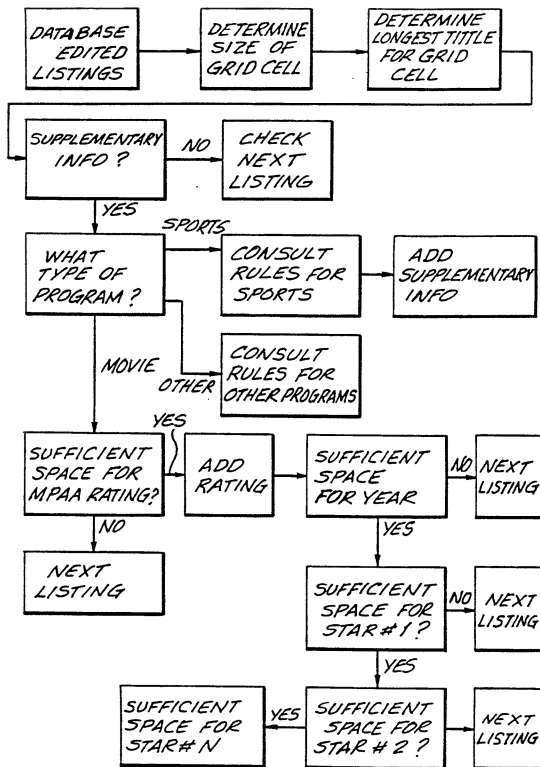 DATABASE
EDITED
LISTINGS
DETERMINE
SIZE OF
GRID CELL
DETERMINE
LONGEST TITTLE
FOR GRID
CELL
SUPPLEMENTARY
INFO ?
NO
CHECK
NEXT
LISTING
YES
WHAT
TYPE OF
PROGRAM ?
SPORTS
CONSULT
RULES FOR
SPORTS
ADD
SUPPLEMENTARY
INFO
MOVIE
OTHER
CONSULT
RULES FOR
OTHER PROGRAMS
SUFFICIENT
SPACE FOR
MPAA RATING?
YES
ADD
RATING
SUFFICIENT
SPACE
FOR YEAR
NO
NEXT
LISTING
NO
NEXT
LISTING
YES
SUFFICIENT
SPACE FOR
STAR #1 ?
NO
NEXT
LISTING
YES
SUFFICIENT
SPACE FOR
STAR # 2 ?
NEXT
LISTING
YES
SUFFICIENT
SPACE FOR
STAR# N